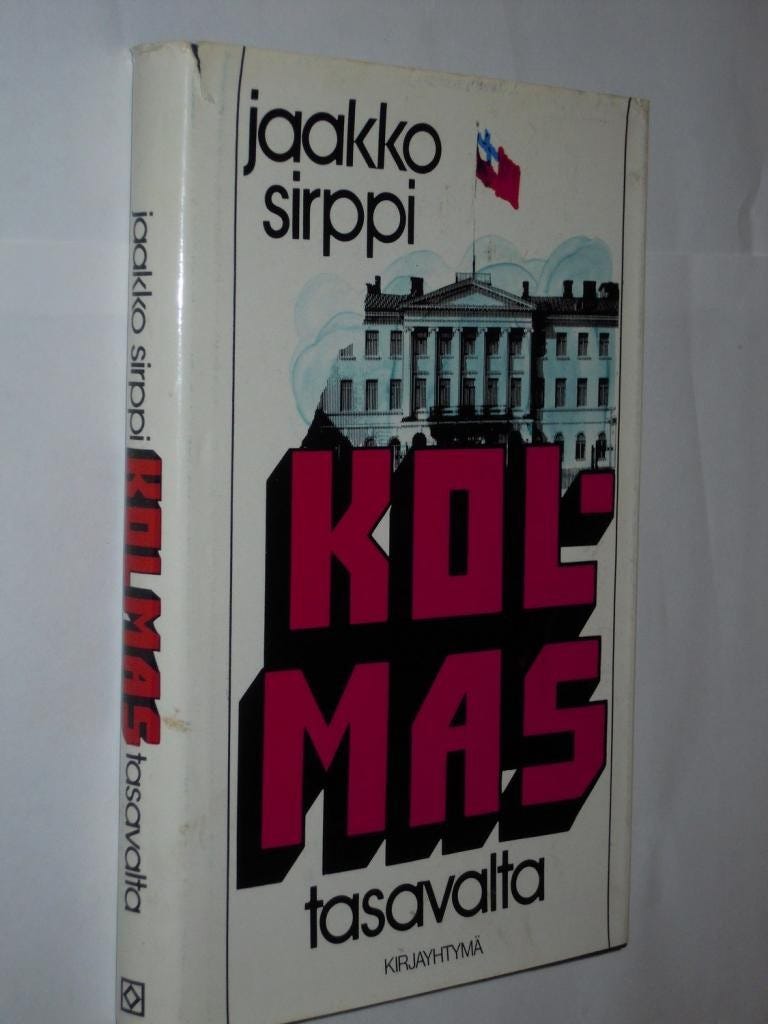 jaakko
sirppi
KOL-
MAS
tasavalta
KIRJAYHTYMÄ
jaakko sirppi KOLMAS tasavalta